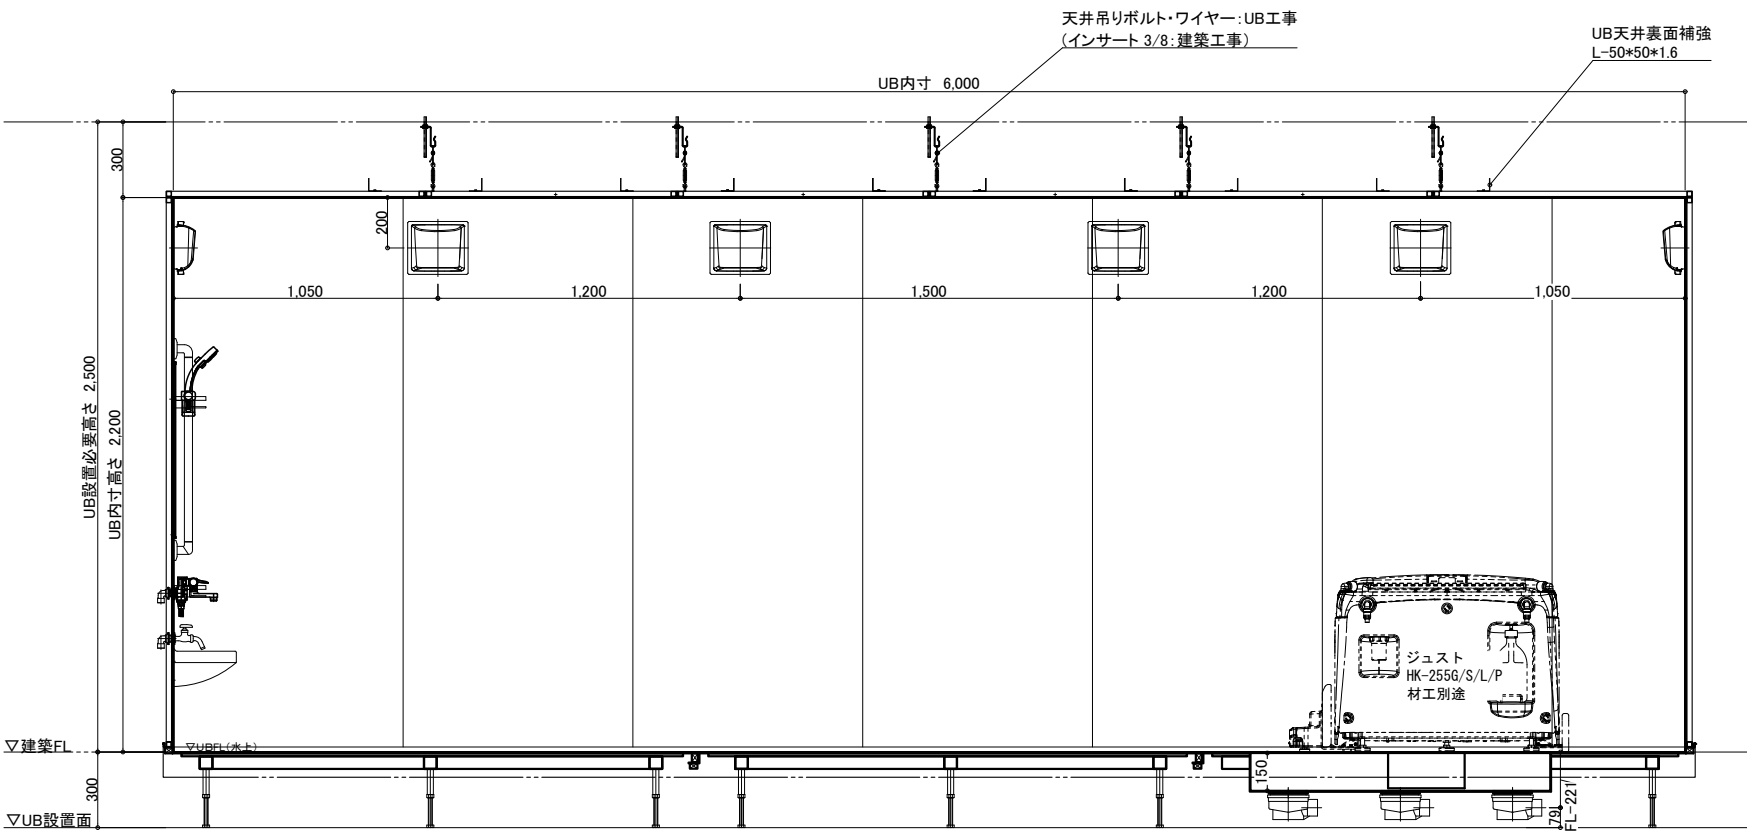 天井吊りボルト・ワイヤー:UB工事
(インサート 3/8:建築工事)
UB天井裏面補強
L-50*50*1.6
UB内寸 6,000
300
200
1,050
1,200
1,500
1,200
1,050
UB設置必要高さ 2,500
UB内寸高さ 2,200
ジュスト
HK-255G/S/L/P
材工別途
▽建築FL
▽UBFL(水上)
300
150
79
FL-221
▽UB設置面